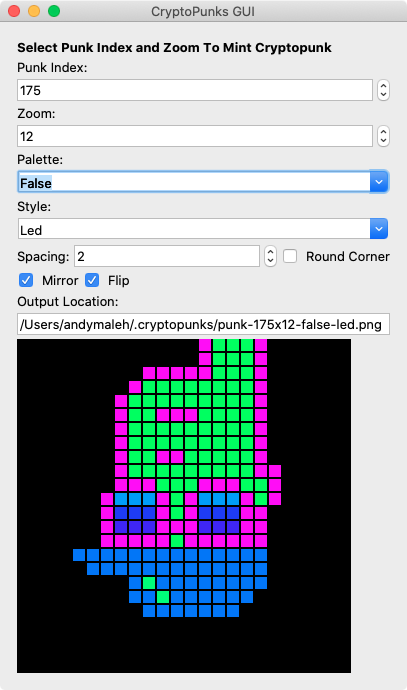 CryptoPunks GUI
Select Punk Index and Zoom To Mint Cryptopunk
Punk Index:
175
Zoom:
12
Palette:
False
Style:
Led
Spacing: 2 Round Corner
Mirror Flip
Output Location:
/Users/andymaleh/.cryptopunks/punk-175x12-false-led.png